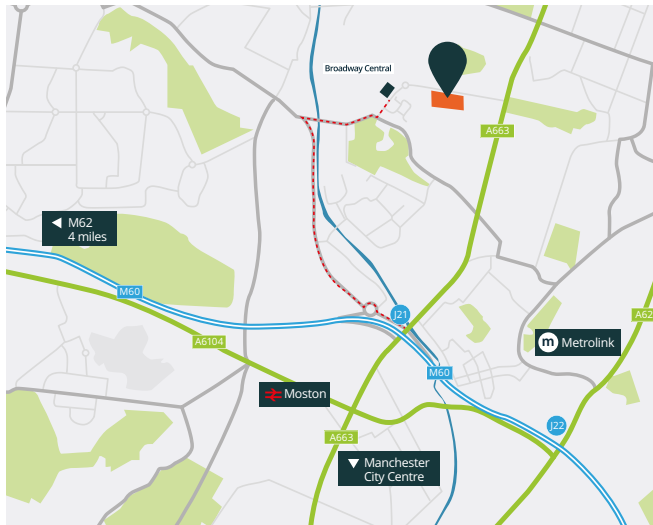 Broadway Central
A663
M62
4 miles
M60
J21
A62
A6104
m Metrolink
M60
Moston
J22
A663
Manchester
City Centre